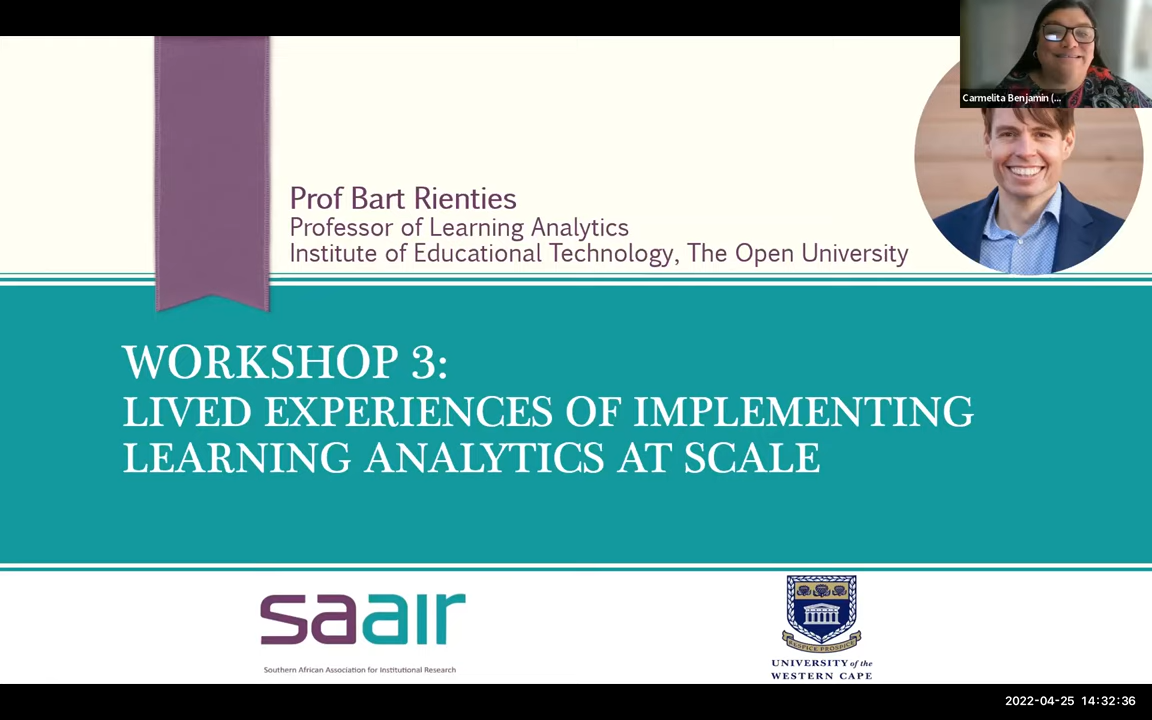 Carmelita Benjamin (...
Prof Bart Rienties
Professor of Learning Analytics
Institute of Educational Technology, The Open University
WORKSHOP 3:
LIVED EXPERIENCES OF IMPLEMENTING
LEARNING ANALYTICS AT SCALE
saair
Southern African Association for Institutional Research
RESPICE PROSPICE
UNIVERSITY of the
WESTERN CAPE
2022-04-25 14:32:36